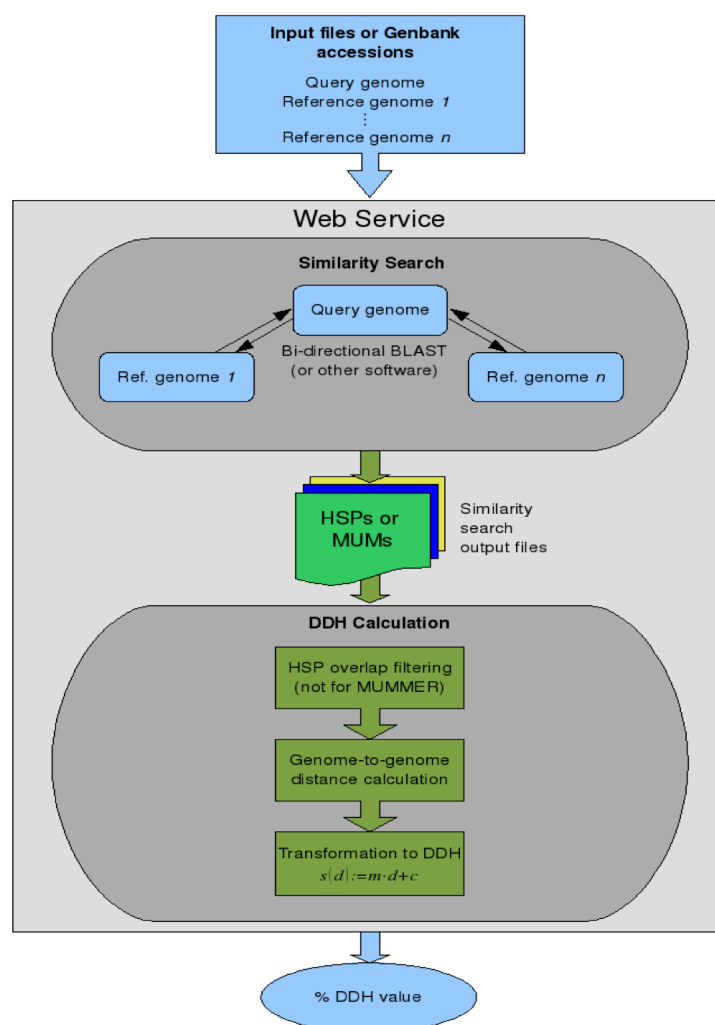 Input files or Genbank
accessions
Query genome
Reference genome 1
⋮
Reference genome n
Web Service
Similarity Search
Query genome
Bi-directional BLAST
(or other software)
Ref. genome 1
Ref. genome n
HSPs or
MUMs
Similarity
search
output files
DDH Calculation
HSP overlap filtering
(not for MUMMER)
Genome-to-genome
distance calculation
Transformation to DDH
s(d):=m·d+c
% DDH value